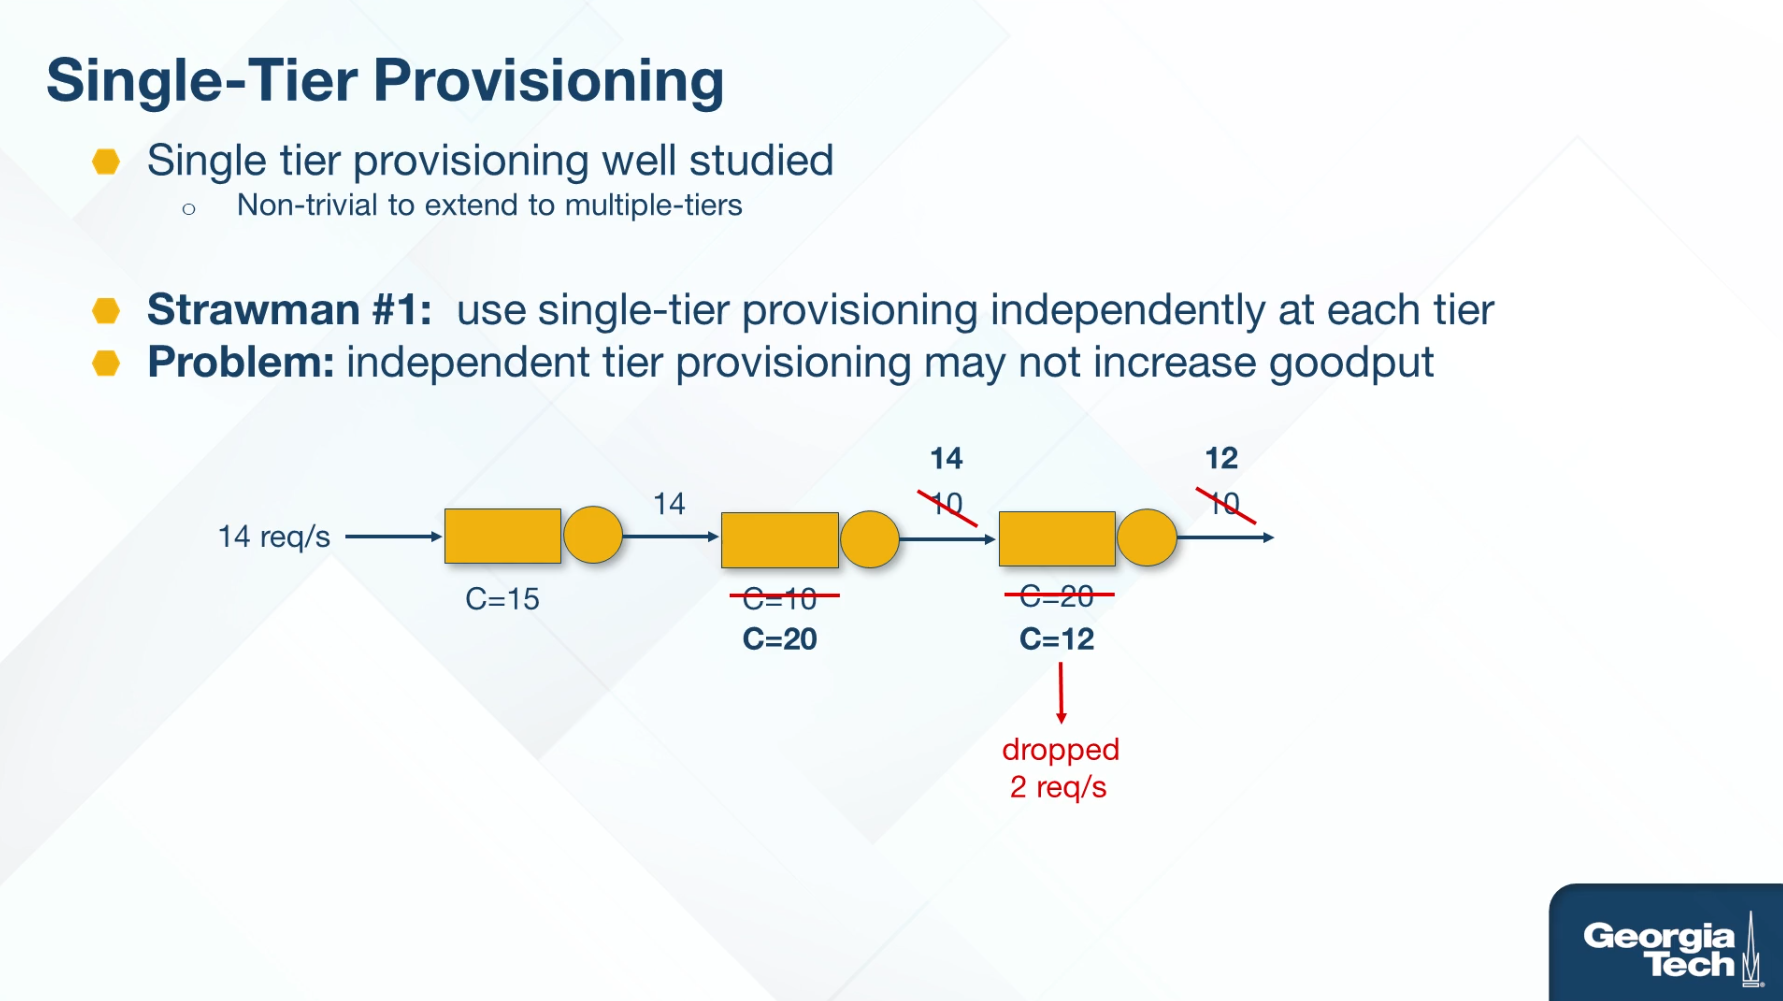 Single-Tier Provisioning
Single tier provisioning well studied
Non-trivial to extend to multiple-tiers
Strawman #1: use single-tier provisioning independently at each tier
Problem: independent tier provisioning may not increase goodput
14 12
14 10 10
14 req/s
C=15 C=10 C=20
C=20 C=12
dropped
2 req/s
Georgia
Tech